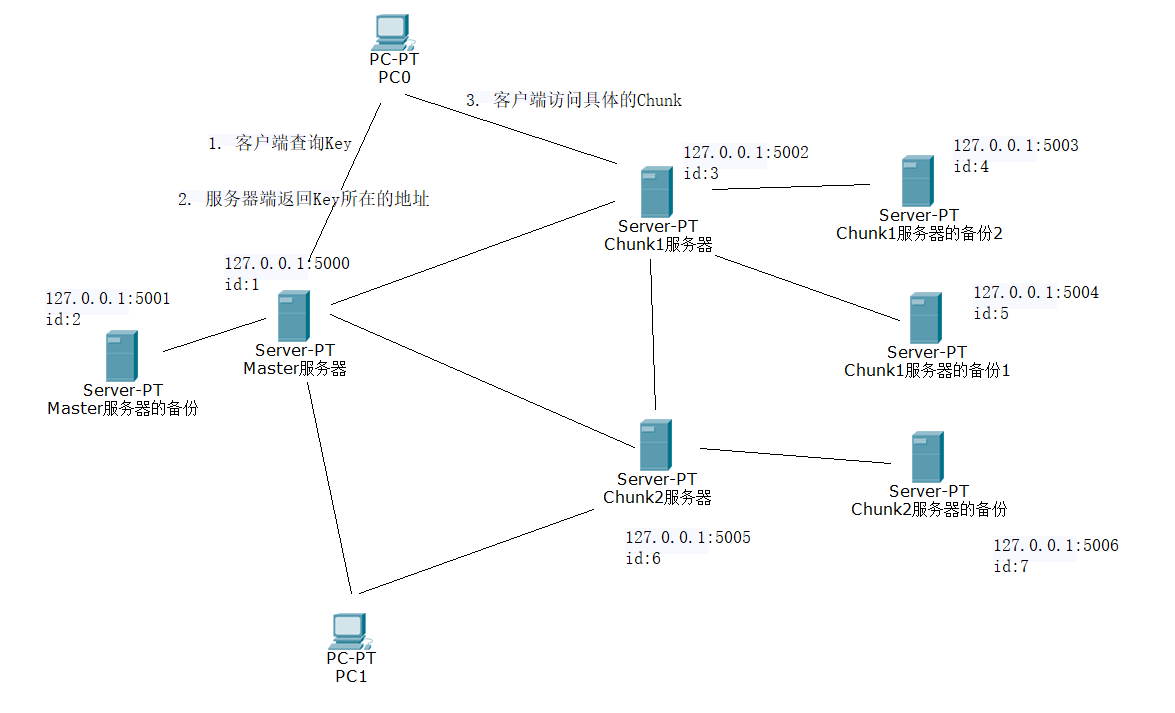 PC-PT
PC0
3. 客户端访问具体的Chunk
1. 客户端查询Key
2. 服务器端返回Key所在的地址
127.0.0.1:5002
id:3
127.0.0.1:5003
id:4
Server-PT
Chunk1服务器
Server-PT
Chunk1服务器的备份2
127.0.0.1:5000
id:1
127.0.0.1:5001
id:2
127.0.0.1:5004
id:5
Server-PT
Master服务器
Server-PT
Chunk1服务器的备份1
Server-PT
Master服务器的备份
Server-PT
Chunk2服务器
Server-PT
Chunk2服务器的备份
127.0.0.1:5005
id:6
127.0.0.1:5006
id:7
PC-PT
PC1